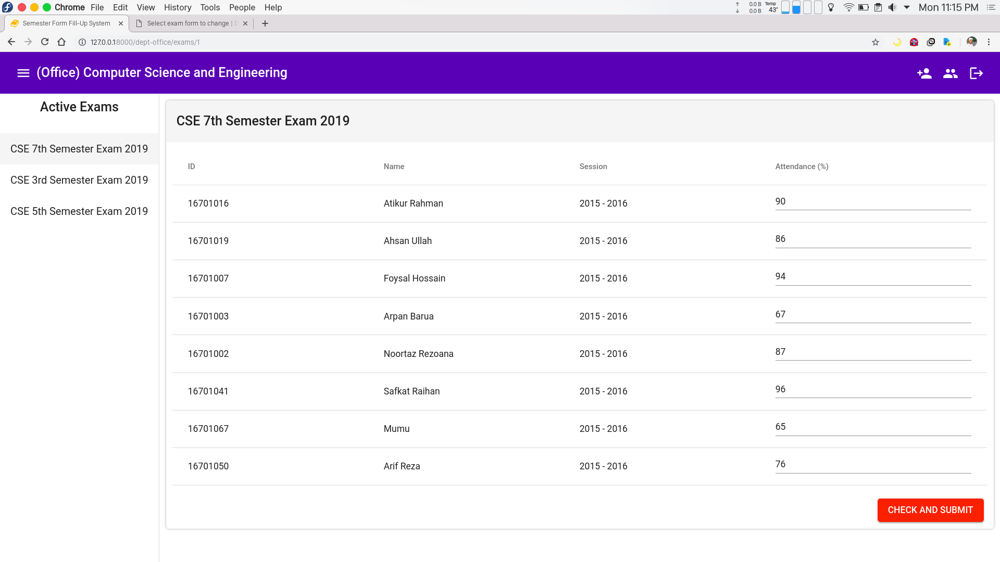 Chrome File Edit View History Tools People Help
0.0 B Temp
0.0 B 43°
Mon 11:15 PM
Semester Form Fill-Up System
Select exam form to change | D
127.0.0.1:8000/dept-office/exams/1
(Office) Computer Science and Engineering
Active Exams
CSE 7th Semester Exam 2019
CSE 3rd Semester Exam 2019
CSE 5th Semester Exam 2019
CSE 7th Semester Exam 2019
ID Name Session Attendance (%)
16701016 Atikur Rahman 2015 - 2016 90
16701019 Ahsan Ullah 2015 - 2016 86
16701007 Foysal Hossain 2015 - 2016 94
16701003 Arpan Barua 2015 - 2016 67
16701002 Noortaz Rezoana 2015 - 2016 87
16701041 Safkat Raihan 2015 - 2016 96
16701067 Mumu 2015 - 2016 65
16701050 Arif Reza 2015 - 2016 76
CHECK AND SUBMIT